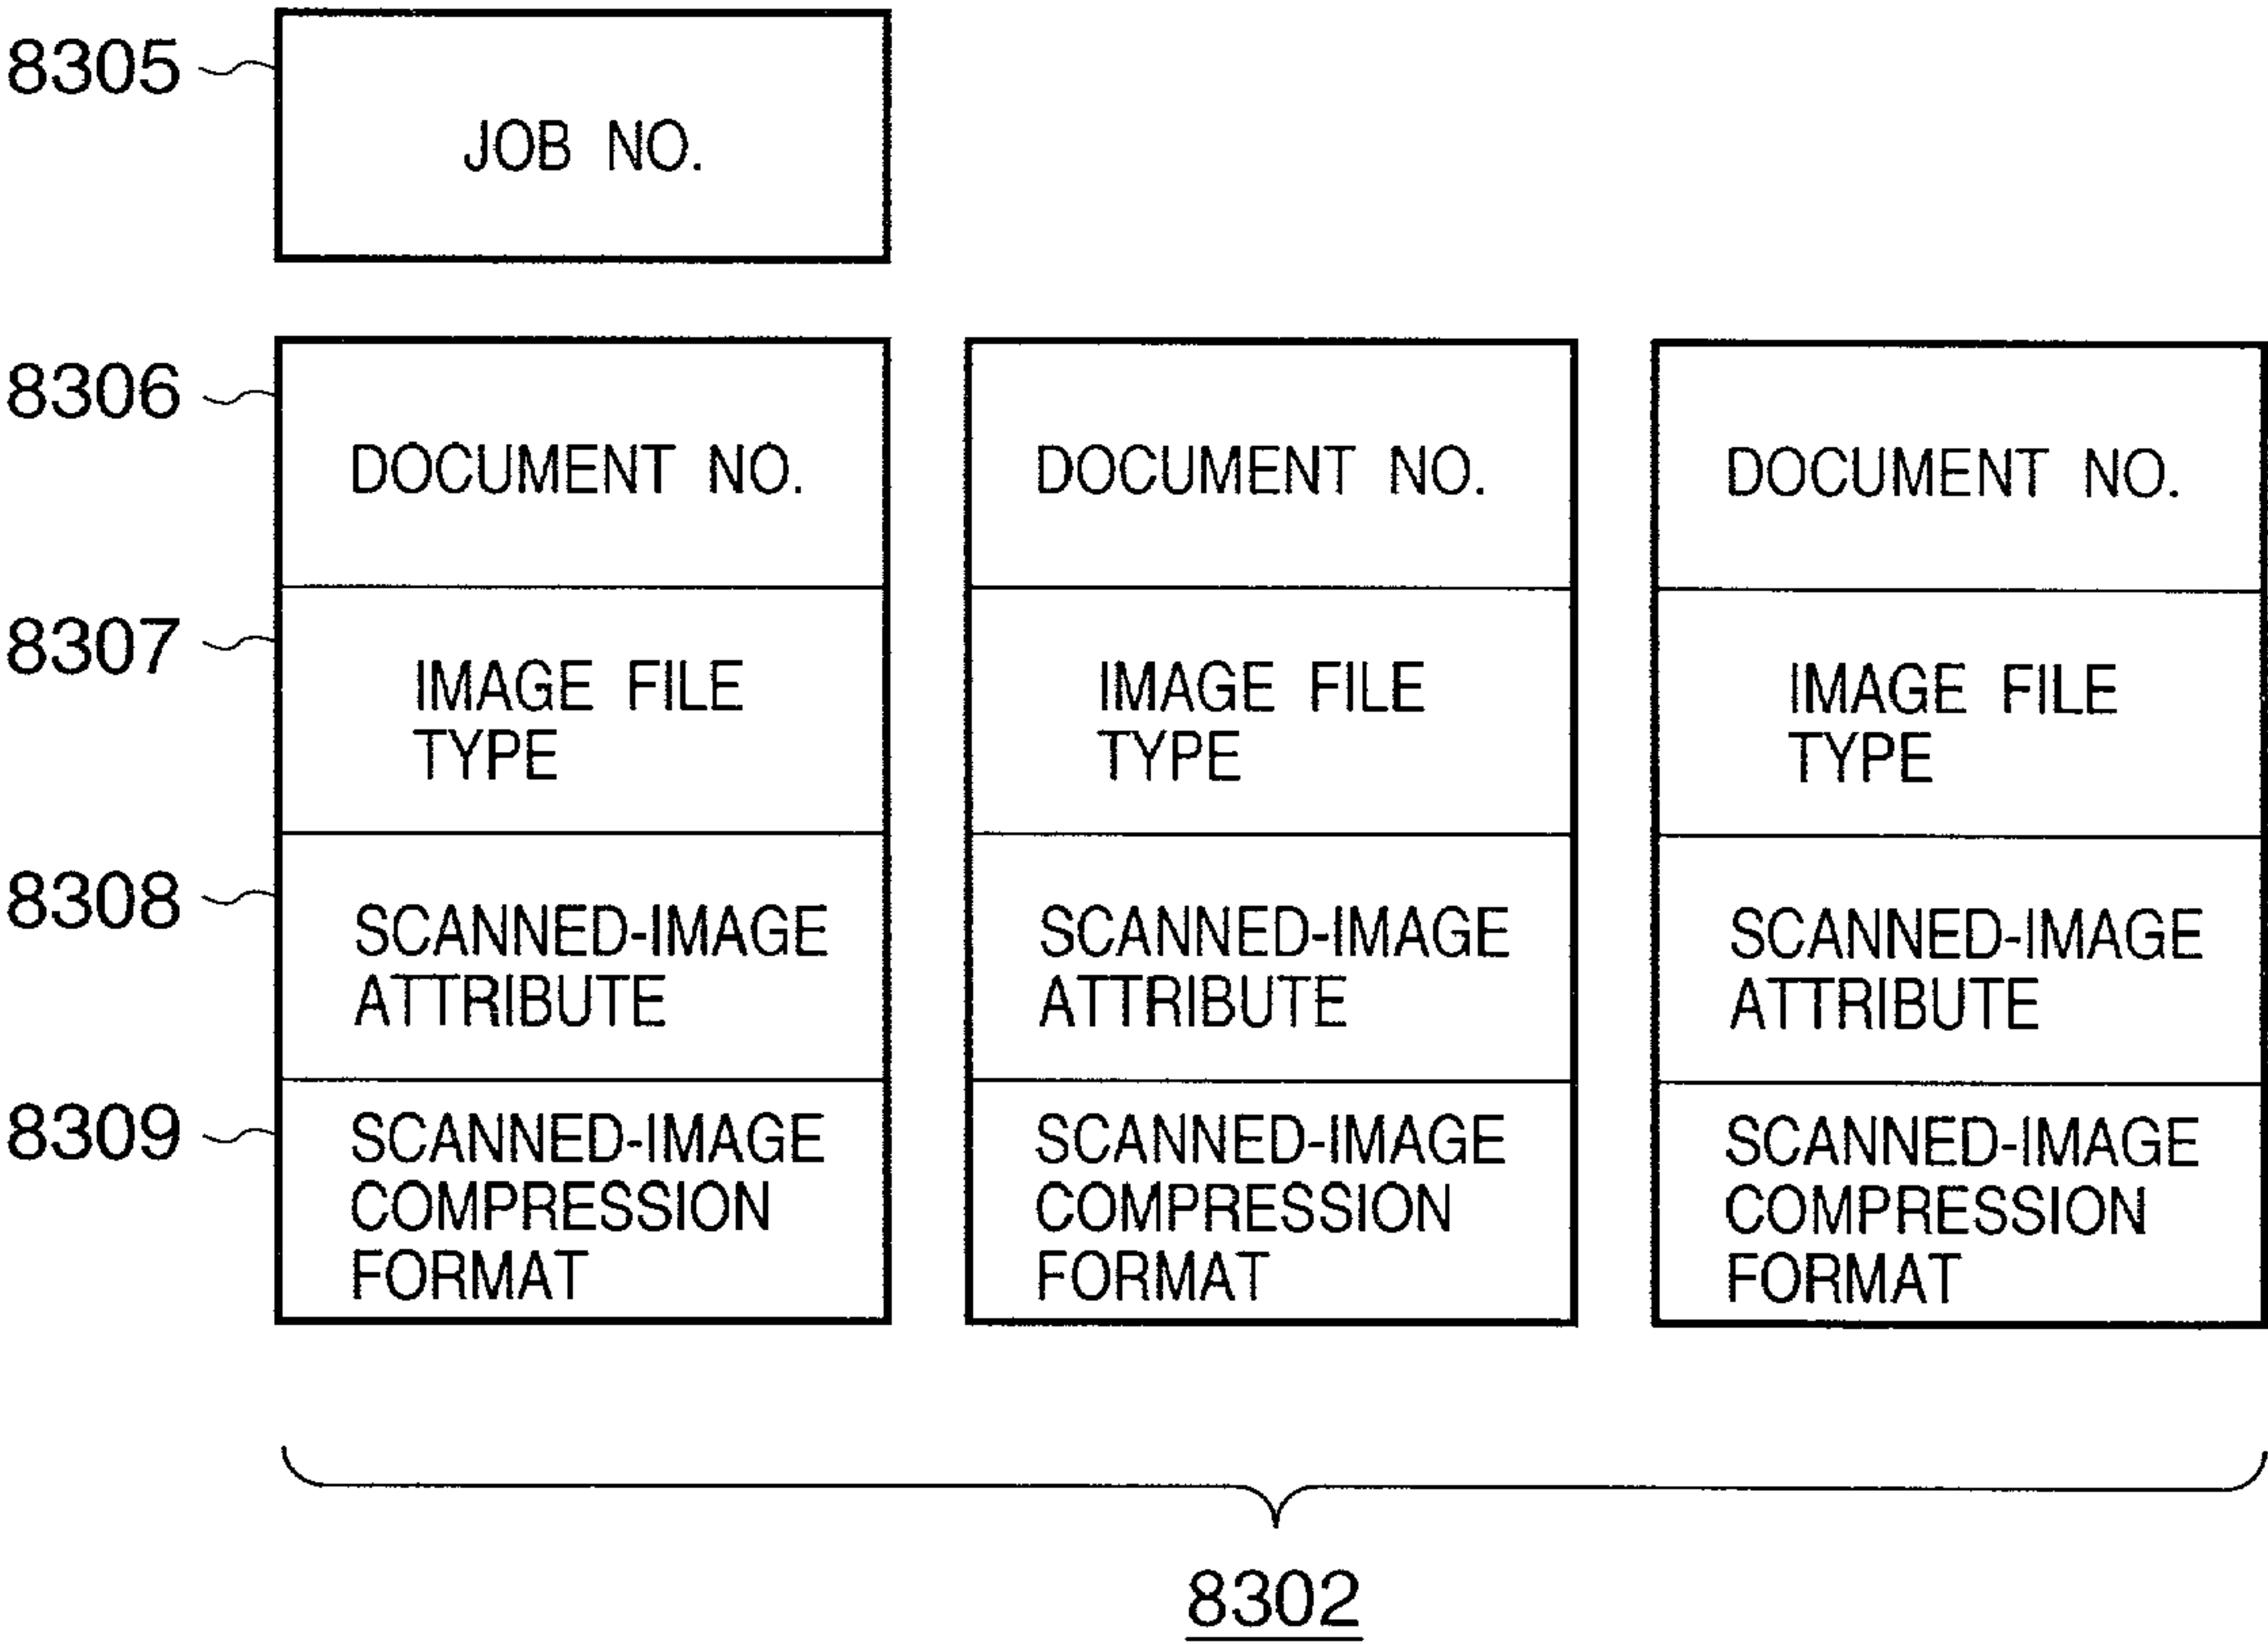 8305
JOB NO.
8306
DOCUMENT NO.
DOCUMENT NO.
DOCUMENT NO.
8307
IMAGE FILE
TYPE
IMAGE FILE
TYPE
IMAGE FILE
TYPE
8308
SCANNED-IMAGE
ATTRIBUTE
SCANNED-IMAGE
ATTRIBUTE
SCANNED-IMAGE
ATTRIBUTE
8309
SCANNED-IMAGE
COMPRESSION
FORMAT
SCANNED-IMAGE
COMPRESSION
FORMAT
SCANNED-IMAGE
COMPRESSION
FORMAT
8302